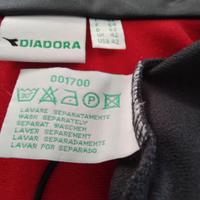 DIADORA
001700
LAVARE SEPARATAMENTE
WASH SEPARATELY
SEPARAT WASCHEN
LAVER SEPAREMENT
LAVAR SEPARADAMENTE
LAVAR POR SEPARADO